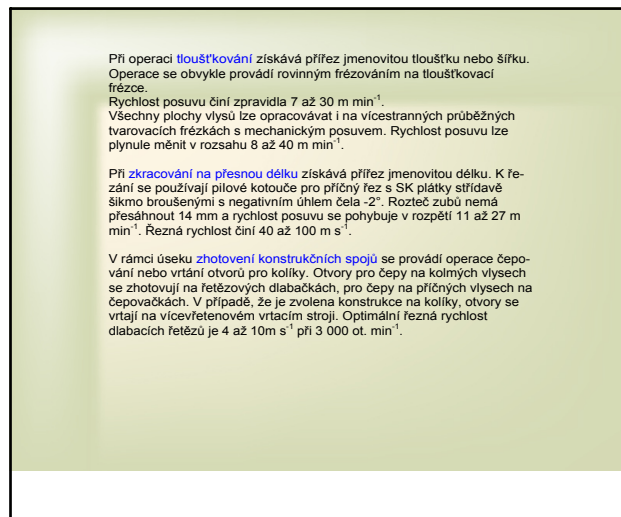 Při operaci tloušt'kování získává přířez jmenovitou tloušťku nebo šířku.
Operace se obvykle provádí rovinným frézováním na tloušťkovací
frézce.
Rychlost posuvu činí zpravidla 7 až 30 m min⁻¹.
Všechny plochy vlysů lze opracovávat i na vícestranných průběžných
tvarovacích frézkách s mechanickým posuvem. Rychlost posuvu lze
plynule měnit v rozsahu 8 až 40 m min⁻¹.
Při zkracování na přesnou délku získává přířez jmenovitou délku. K ře-
zání se používají pilové kotouče pro příčný řez s SK plátky střídavě
šikmo broušenými s negativním úhlem čela -2°. Rozteč zubů nemá
přesáhnout 14 mm a rychlost posuvu se pohybuje v rozpětí 11 až 27 m
min⁻¹. Řezná rychlost činí 40 až 100 m s⁻¹.
V rámci úseku zhotovení konstrukčních spojů se provádí operace čepo-
vání nebo vrtání otvorů pro kolíky. Otvory pro čepy na kolmých vlysech
se zhotovují na řetězových dlabačkách, pro čepy na příčných vlysech na
čepovačkách. V případě, že je zvolena konstrukce na kolíky, otvory se
vrtají na vícevřetenovém vrtacím stroji. Optimální řezná rychlost
dlabacích řetězů je 4 až 10m s⁻¹ při 3 000 ot. min⁻¹.